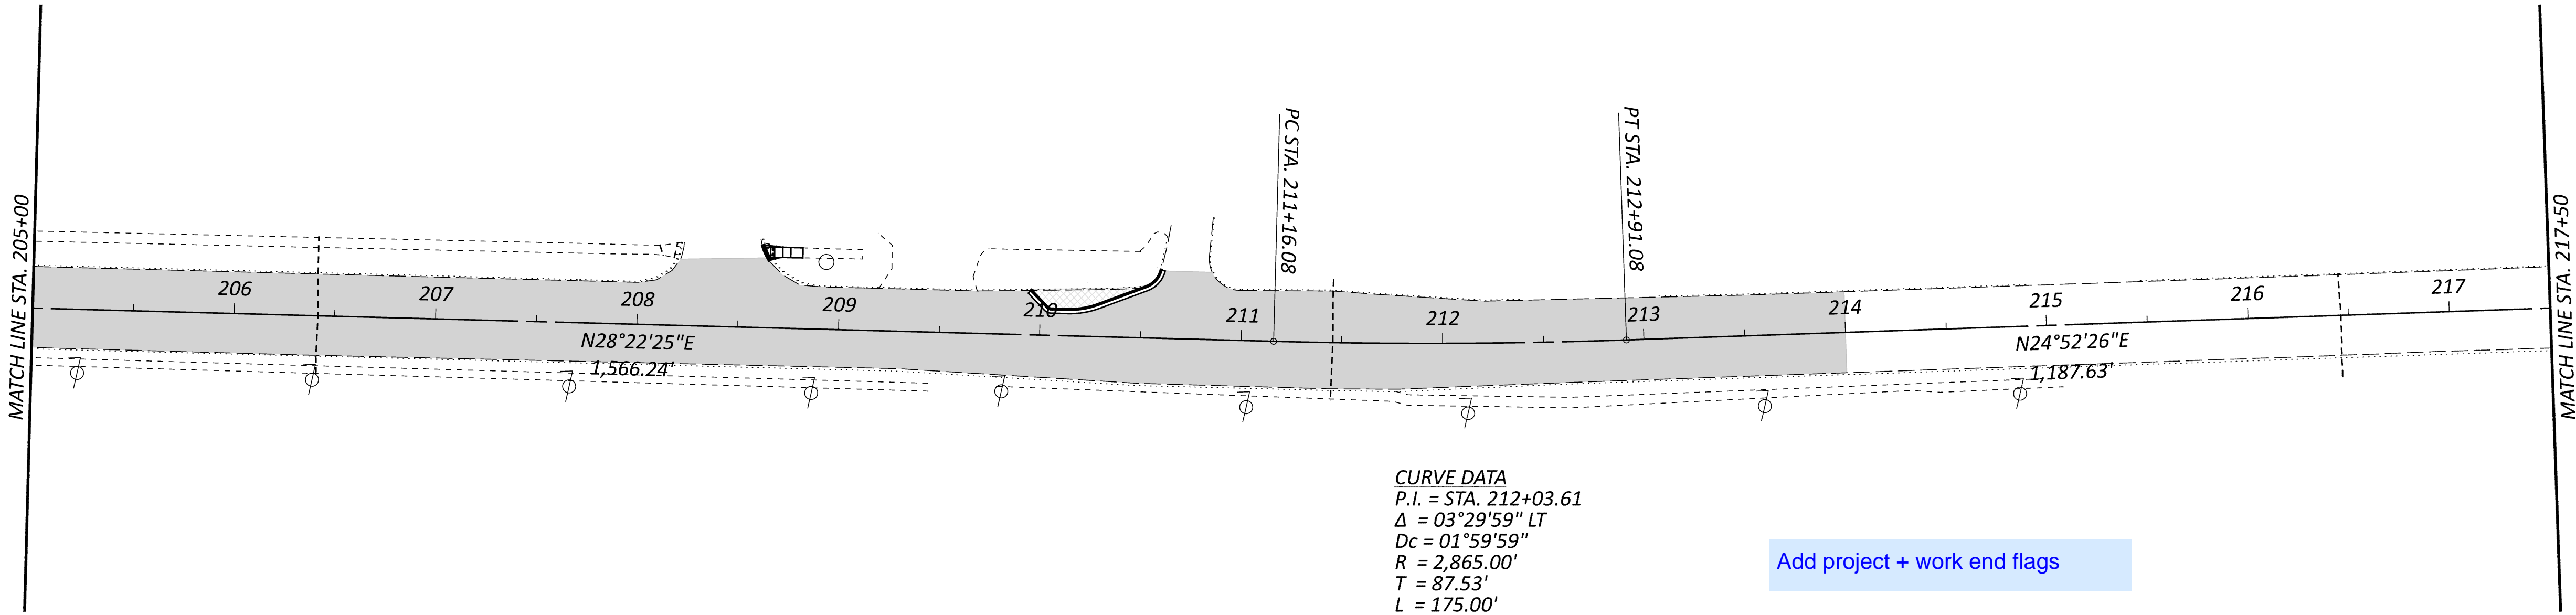 MATCH LINE STA. 205+00
206
207
208
209
210
211
212
213
214
215
216
217
N28°22'25"E
1,566.24'
PC STA. 211+16.08
PT STA. 212+91.08
N24°52'26"E
1,187.63'
MATCH LINE STA. 217+50
CURVE DATA
P.I. = STA. 212+03.61
Δ = 03°29'59" LT
Dc = 01°59'59"
R = 2,865.00'
T = 87.53'
L = 175.00'
Add project + work end flags